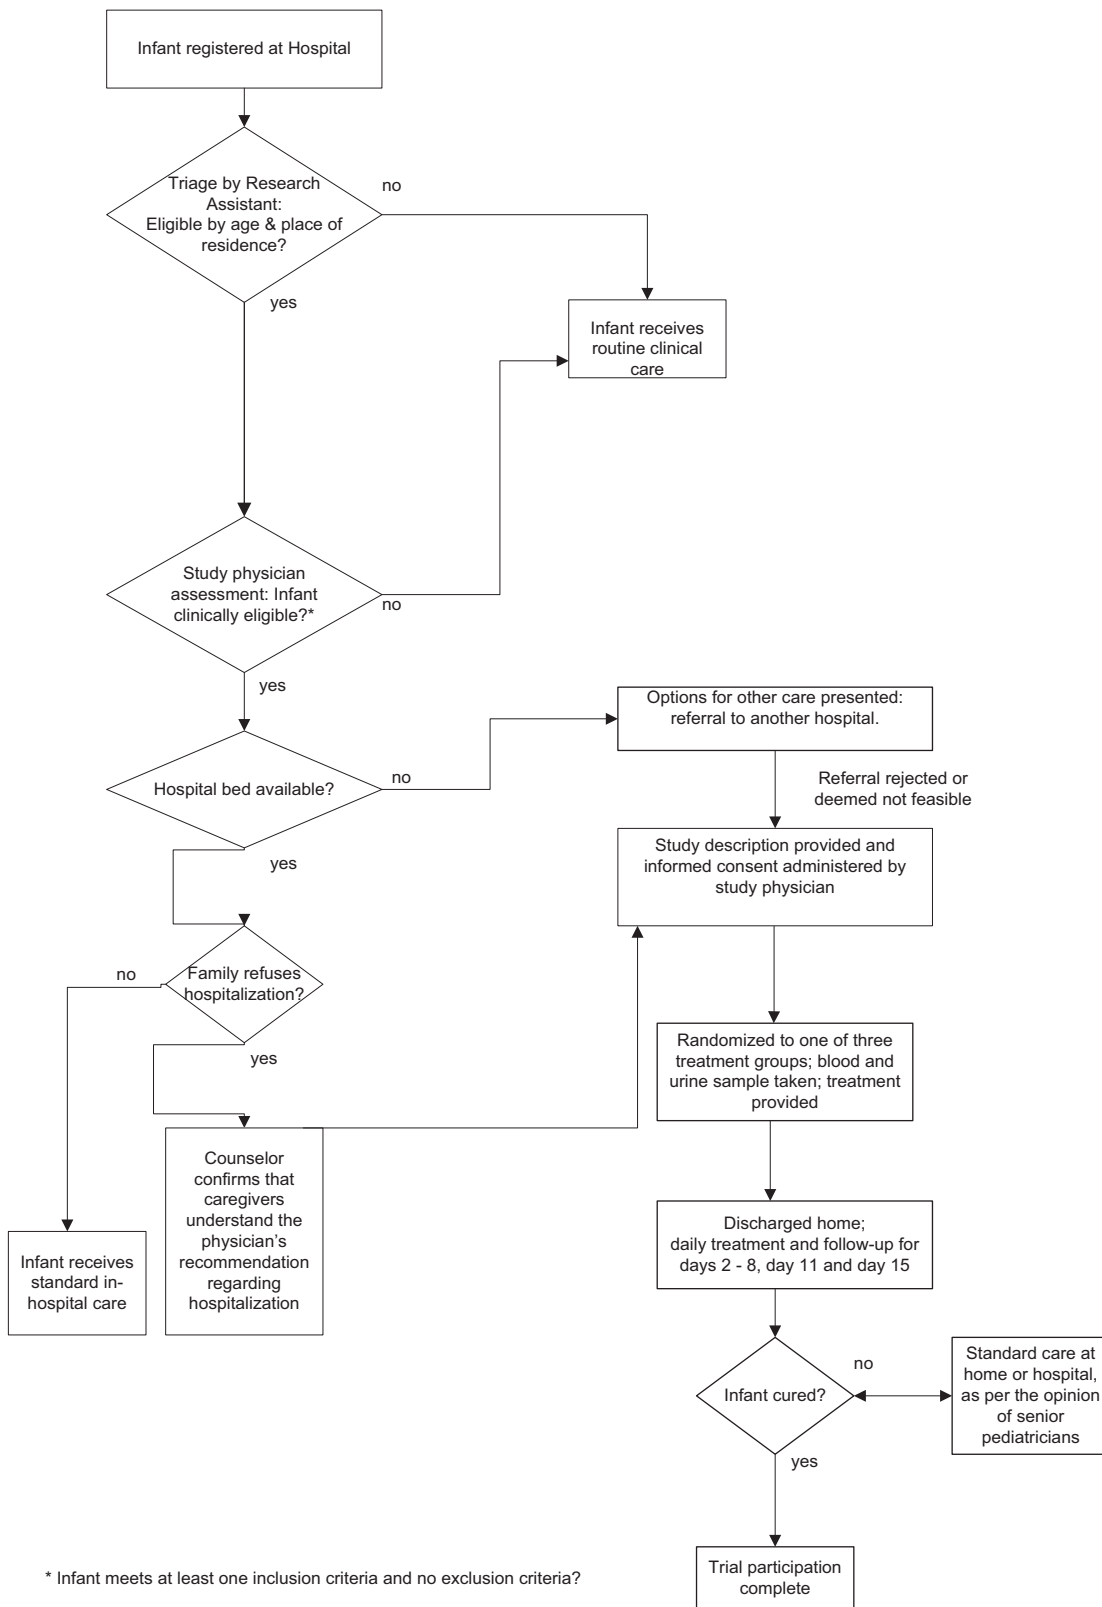 Infant registered at Hospital
Triage by Research
Assistant:
Eligible by age & place of
residence?
no
yes
Infant receives
routine clinical
care
Study physician
assessment: Infant
clinically eligible?*
no
yes
Options for other care presented:
referral to another hospital.
Hospital bed available?
no
Referral rejected or
deemed not feasible
yes
Study description provided and
informed consent administered by
study physician
Family refuses
hospitalization?
no
yes
Randomized to one of three
treatment groups; blood and
urine sample taken; treatment
provided
Counselor
confirms that
caregivers
understand the
physician's
recommendation
regarding
hospitalization
Infant receives
standard in-
hospital care
Discharged home;
daily treatment and follow-up for
days 2 - 8, day 11 and day 15
Infant cured?
no
Standard care at
home or hospital,
as per the opinion
of senior
pediatricians
yes
Trial participation
complete
* Infant meets at least one inclusion criteria and no exclusion criteria?